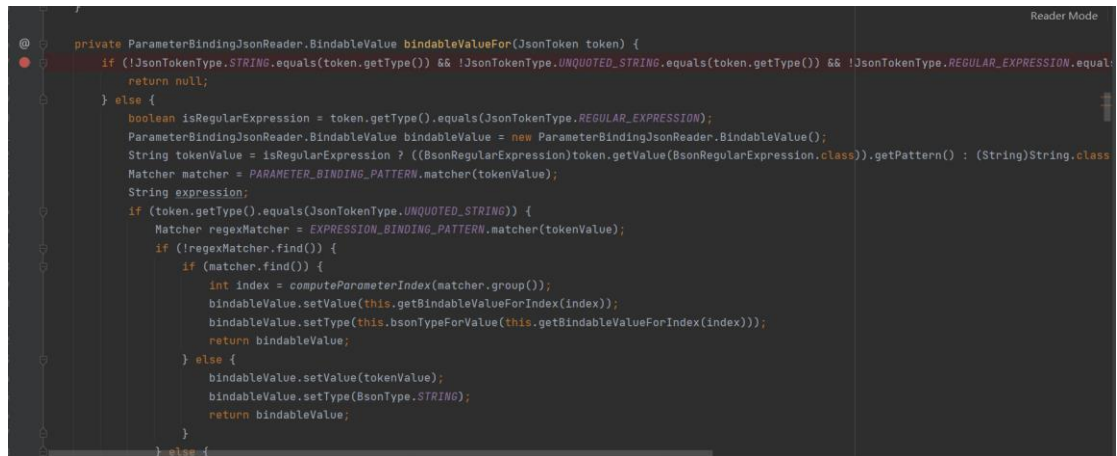 }
Reader Mode
@ private ParameterBindingJsonReader.BindableValue bindableValueFor(JsonToken token) {
if (!JsonTokenType.STRING.equals(token.getType()) && !JsonTokenType.UNQUOTED_STRING.equals(token.getType()) && !JsonTokenType.REGULAR_EXPRESSION.equals
return null;
} else {
boolean isRegularExpression = token.getType().equals(JsonTokenType.REGULAR_EXPRESSION);
ParameterBindingJsonReader.BindableValue bindableValue = new ParameterBindingJsonReader.BindableValue();
String tokenValue = isRegularExpression ? ((BsonRegularExpression)token.getValue(BsonRegularExpression.class)).getPattern() : (String)String.class
Matcher matcher = PARAMETER_BINDING_PATTERN.matcher(tokenValue);
String expression;
if (token.getType().equals(JsonTokenType.UNQUOTED_STRING)) {
Matcher regexMatcher = EXPRESSION_BINDING_PATTERN.matcher(tokenValue);
if (!regexMatcher.find()) {
if (matcher.find()) {
int index = computeParameterIndex(matcher.group());
bindableValue.setValue(this.getBindableValueForIndex(index));
bindableValue.setType(this.bsonTypeForValue(this.getBindableValueForIndex(index)));
return bindableValue;
} else {
bindableValue.setValue(tokenValue);
bindableValue.setType(BsonType.STRING);
return bindableValue;
}
} else {